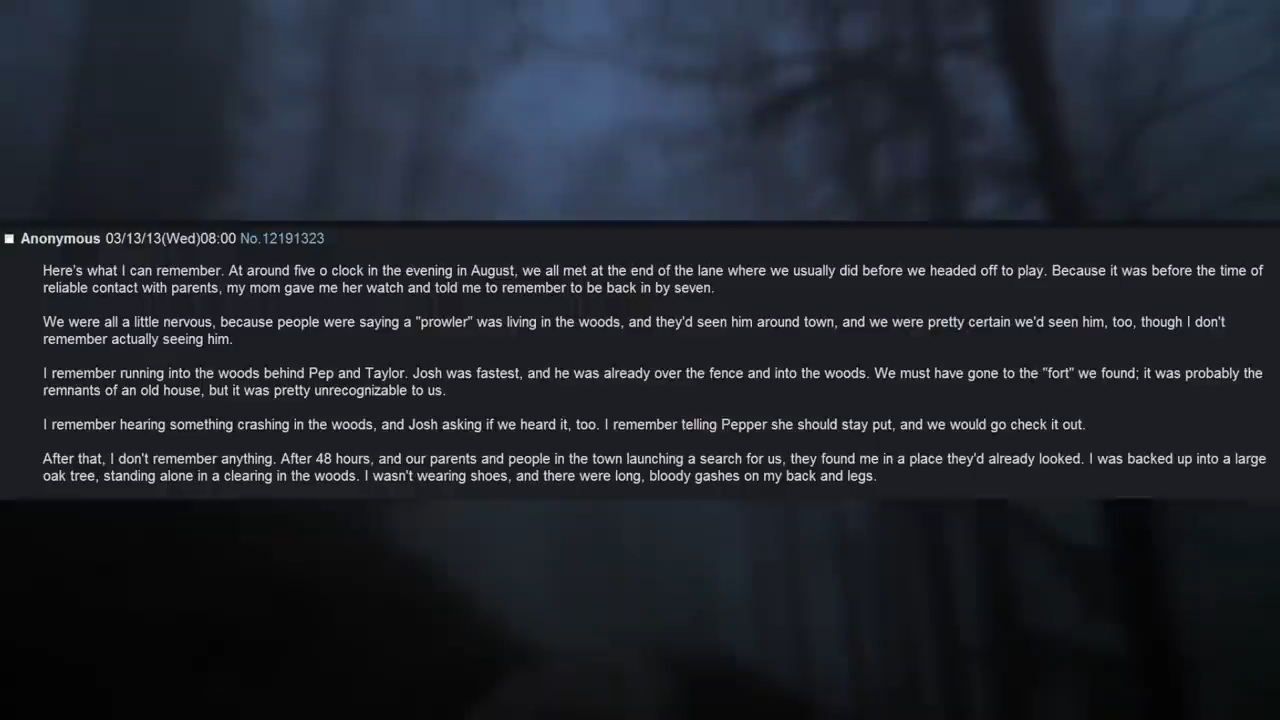 Anonymous 03/13/13(Wed)08:00 No.12191323
Here's what I can remember. At around five o clock in the evening in August, we all met at the end of the lane where we usually did before we headed off to play. Because it was before the time of
reliable contact with parents, my mom gave me her watch and told me to remember to be back in by seven.
We were all a little nervous, because people were saying a "prowler" was living in the woods, and they'd seen him around town, and we were pretty certain we'd seen him, too, though I don't
remember actually seeing him.
I remember running into the woods behind Pep and Taylor. Josh was fastest, and he was already over the fence and into the woods. We must have gone to the "fort" we found; it was probably the
remnants of an old house, but it was pretty unrecognizable to us.
I remember hearing something crashing in the woods, and Josh asking if we heard it, too. I remember telling Pepper she should stay put, and we would go check it out.
After that, I don't remember anything. After 48 hours, and our parents and people in the town launching a search for us, they found me in a place they'd already looked. I was backed up into a large
oak tree, standing alone in a clearing in the woods. I wasn't wearing shoes, and there were long, bloody gashes on my back and legs.